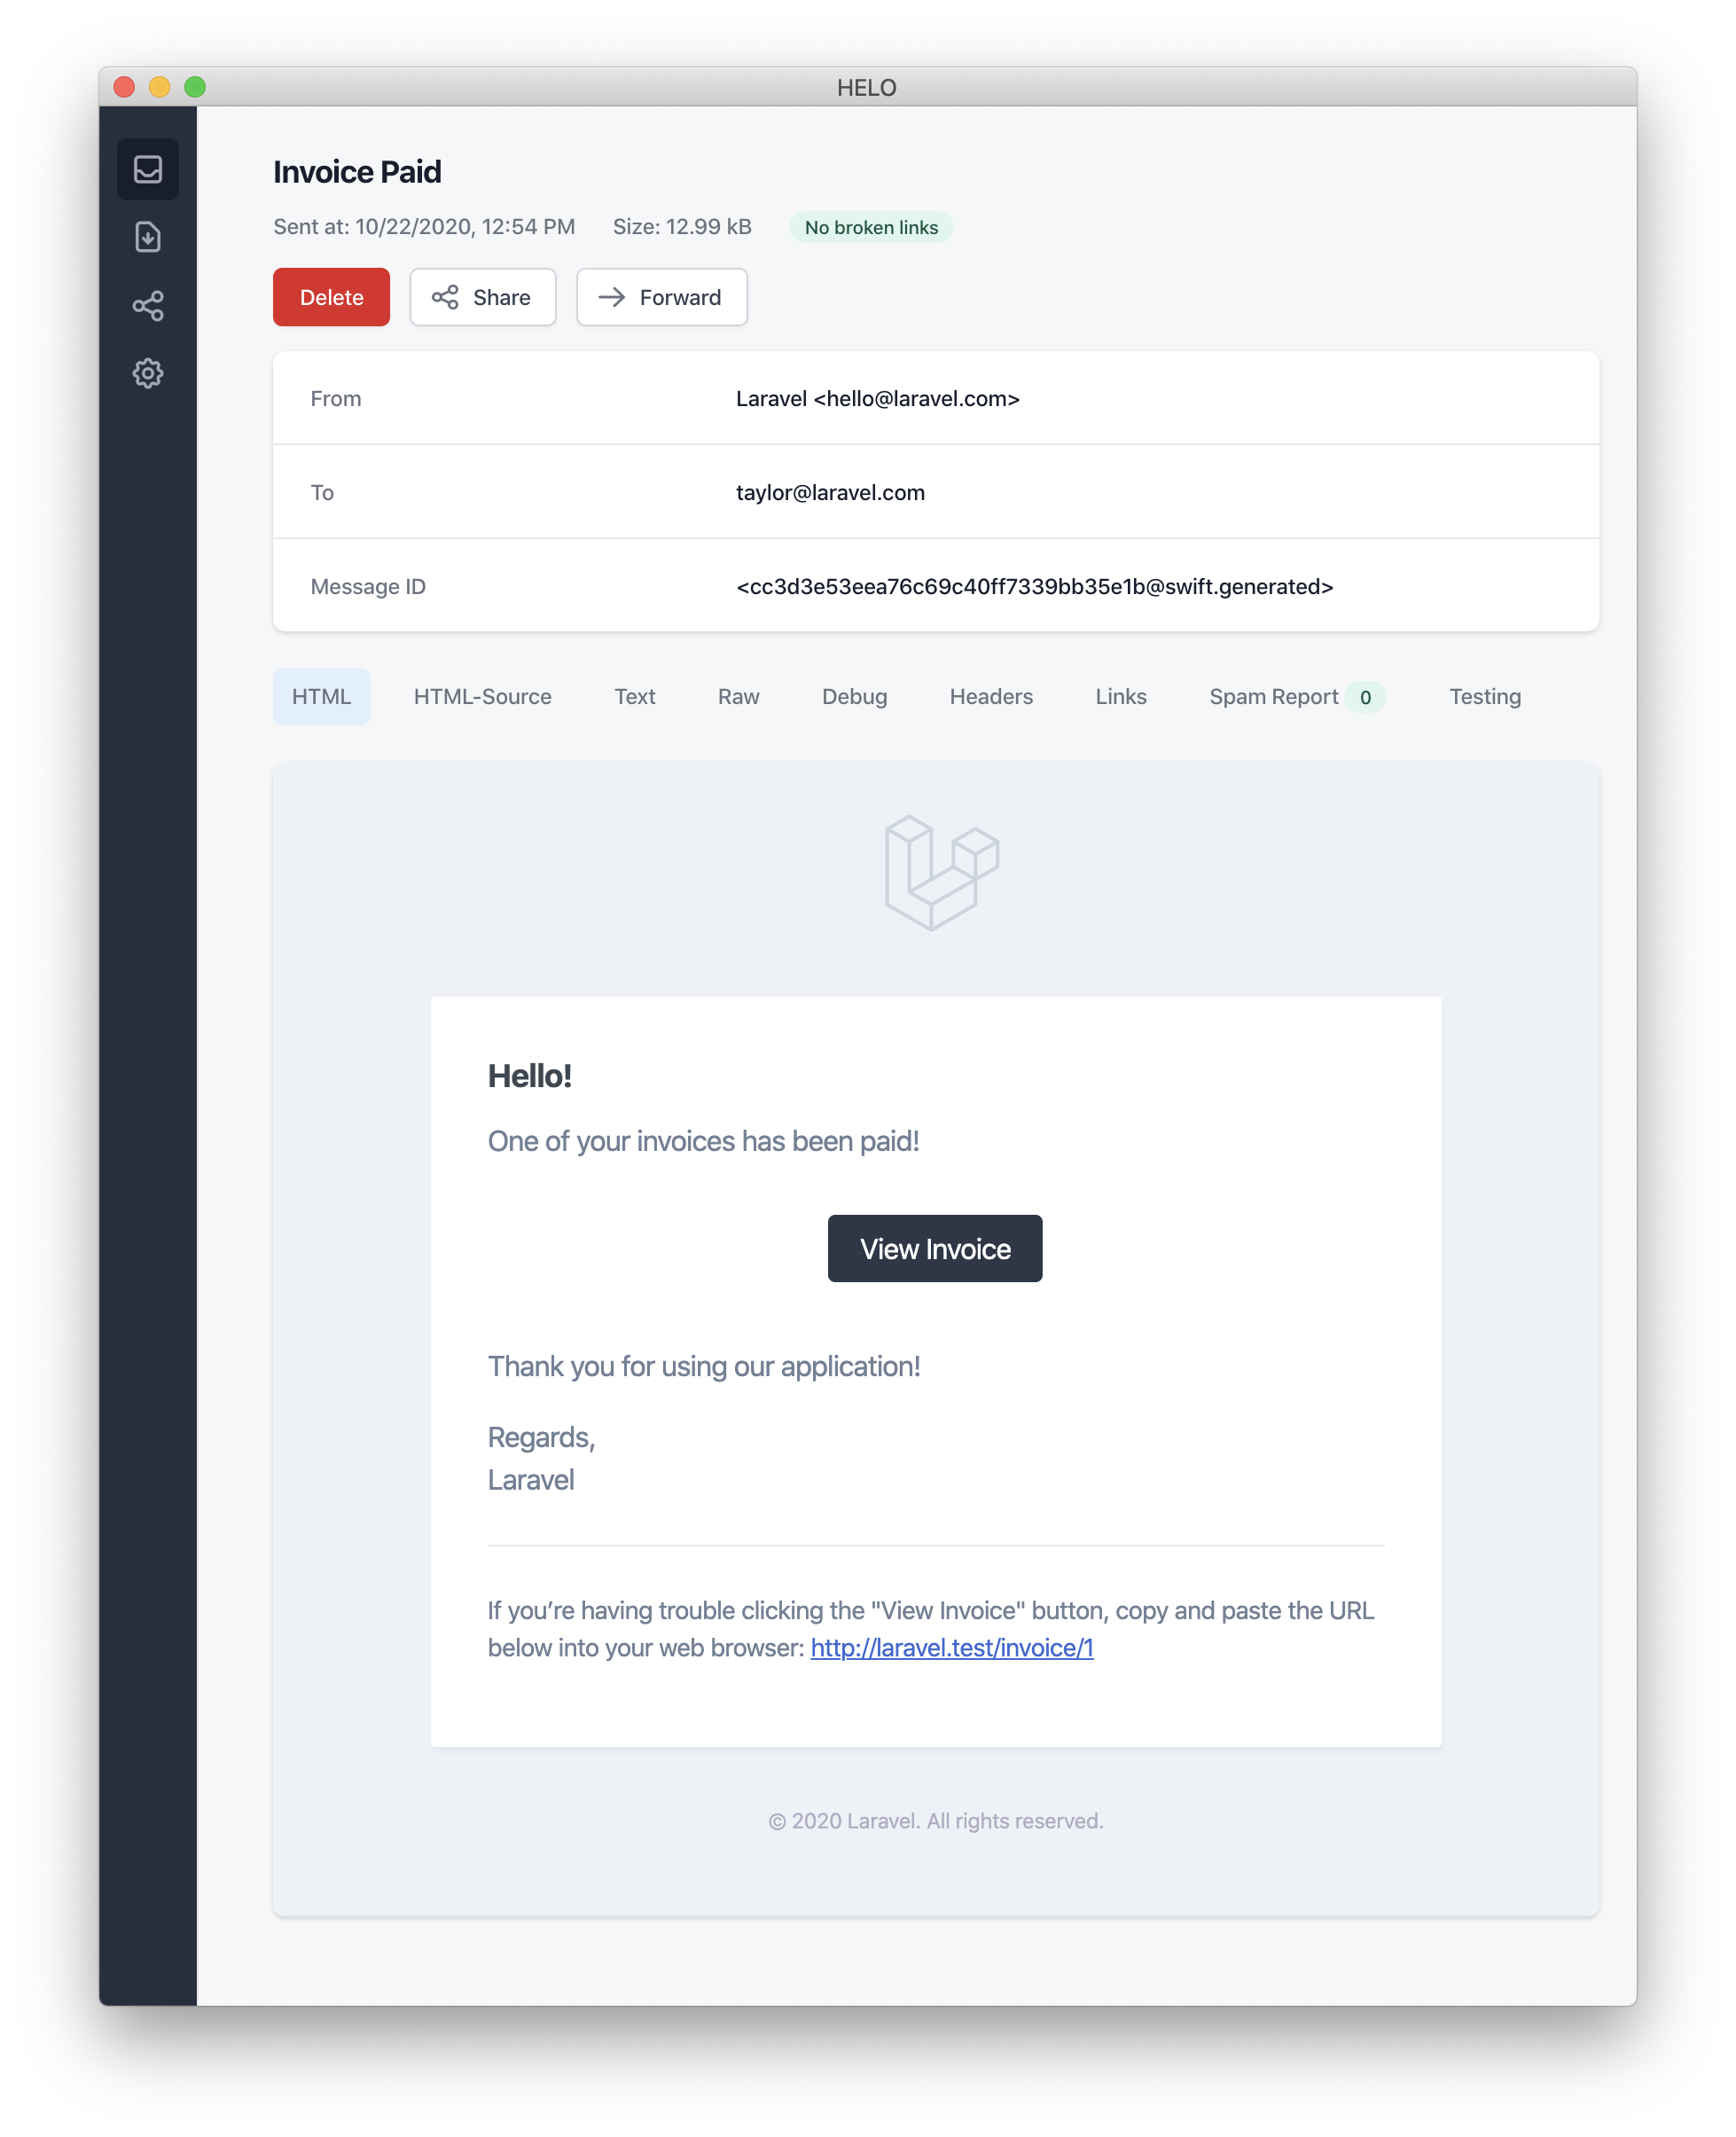 HELO
Invoice Paid
Sent at: 10/22/2020, 12:54 PM Size: 12.99 kB No broken links
Delete Share Forward
From Laravel <hello@laravel.com>
To taylor@laravel.com
Message ID <cc3d3e53eea76c69c40ff7339bb35e1b@swift.generated>
HTML HTML-Source Text Raw Debug Headers Links Spam Report 0 Testing
Hello!
One of your invoices has been paid!
View Invoice
Thank you for using our application!
Regards,
Laravel
If you’re having trouble clicking the "View Invoice" button, copy and paste the URL
below into your web browser: http://laravel.test/invoice/1
© 2020 Laravel. All rights reserved.